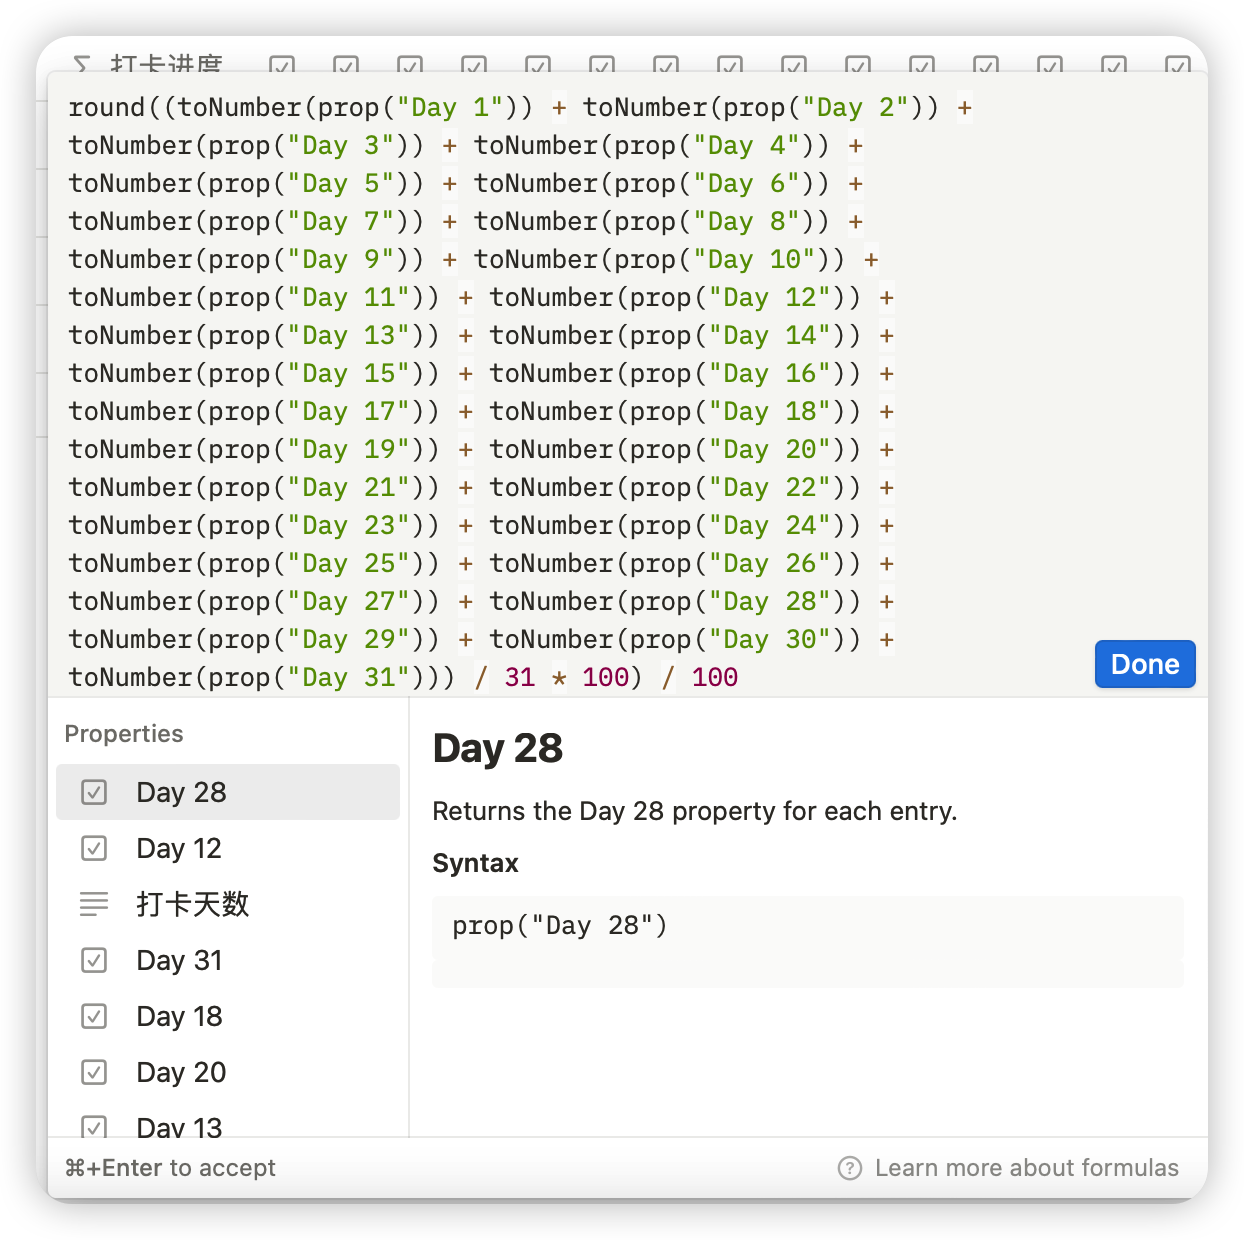 Σ 打卡进度
round((toNumber(prop("Day 1")) + toNumber(prop("Day 2")) +
toNumber(prop("Day 3")) + toNumber(prop("Day 4")) +
toNumber(prop("Day 5")) + toNumber(prop("Day 6")) +
toNumber(prop("Day 7")) + toNumber(prop("Day 8")) +
toNumber(prop("Day 9")) + toNumber(prop("Day 10")) +
toNumber(prop("Day 11")) + toNumber(prop("Day 12")) +
toNumber(prop("Day 13")) + toNumber(prop("Day 14")) +
toNumber(prop("Day 15")) + toNumber(prop("Day 16")) +
toNumber(prop("Day 17")) + toNumber(prop("Day 18")) +
toNumber(prop("Day 19")) + toNumber(prop("Day 20")) +
toNumber(prop("Day 21")) + toNumber(prop("Day 22")) +
toNumber(prop("Day 23")) + toNumber(prop("Day 24")) +
toNumber(prop("Day 25")) + toNumber(prop("Day 26")) +
toNumber(prop("Day 27")) + toNumber(prop("Day 28")) +
toNumber(prop("Day 29")) + toNumber(prop("Day 30")) +
toNumber(prop("Day 31"))) / 31 * 100) / 100
Done
Properties
Day 28
Day 12
打卡天数
Day 31
Day 18
Day 20
Day 13
Day 28
Returns the Day 28 property for each entry.
Syntax
prop("Day 28")
⌘+Enter to accept
? Learn more about formulas